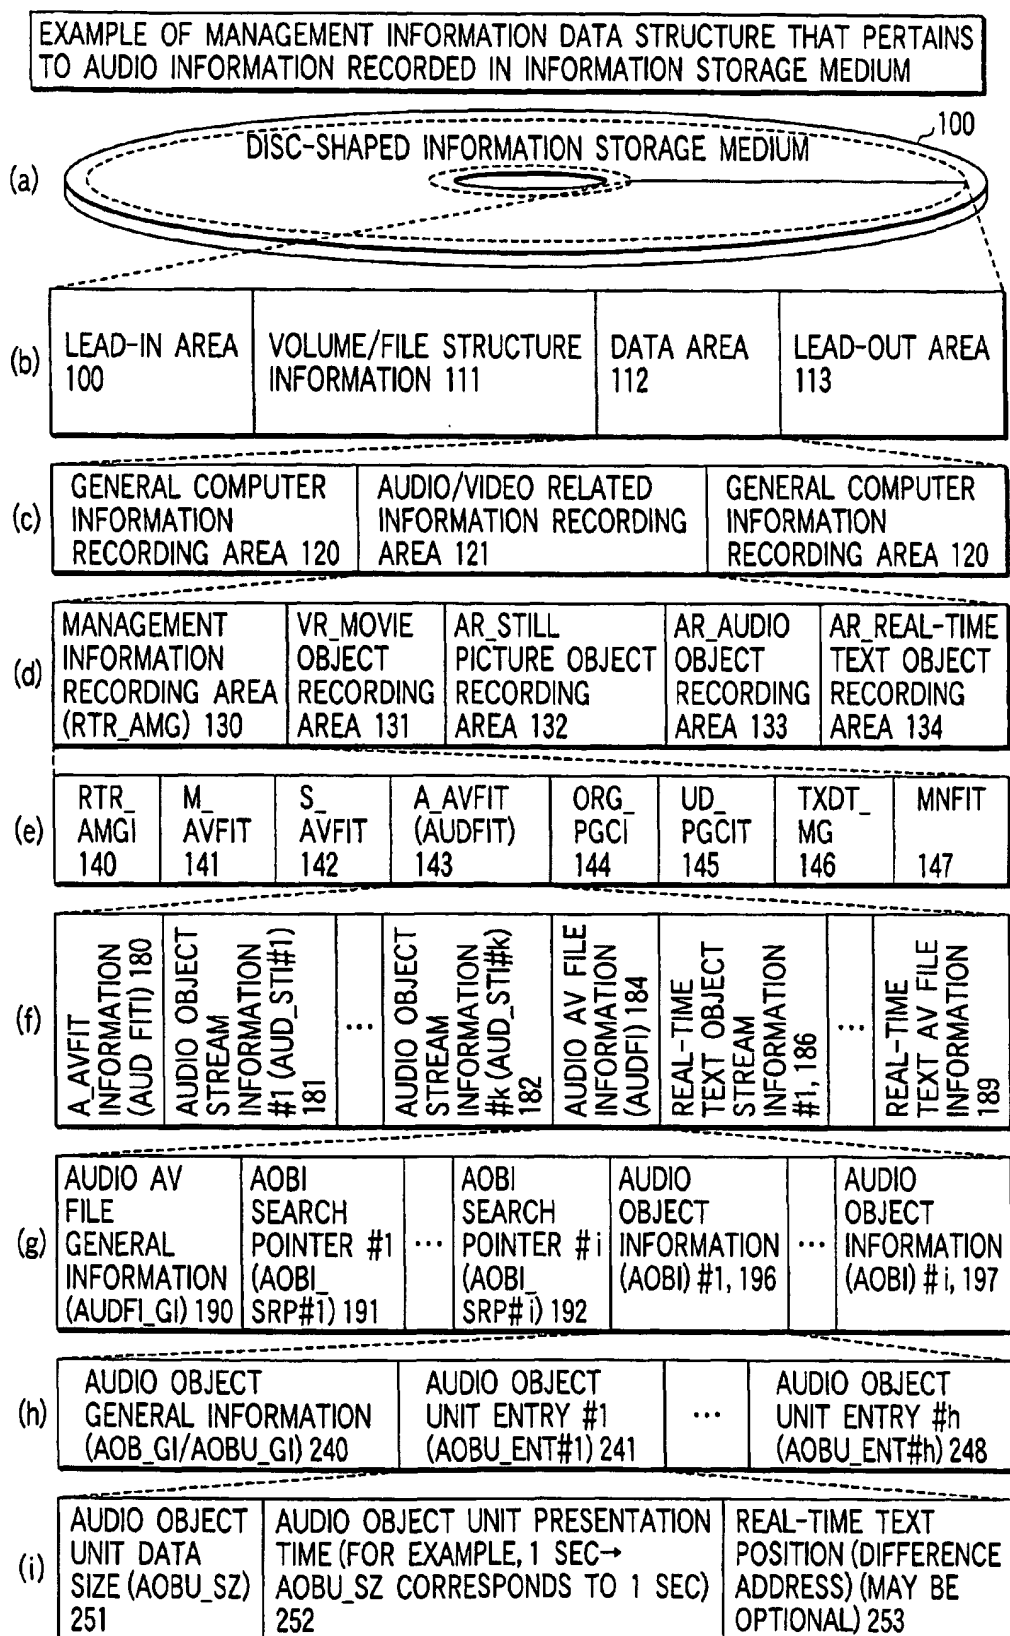 EXAMPLE OF MANAGEMENT INFORMATION DATA STRUCTURE THAT PERTAINS
TO AUDIO INFORMATION RECORDED IN INFORMATION STORAGE MEDIUM
100
DISC-SHAPED INFORMATION STORAGE MEDIUM
(a)
(b)
LEAD-IN AREA
100
VOLUME/FILE STRUCTURE
INFORMATION 111
DATA AREA
112
LEAD-OUT AREA
113
(c)
GENERAL COMPUTER
INFORMATION
RECORDING AREA 120
AUDIO/VIDEO RELATED
INFORMATION RECORDING
AREA 121
GENERAL COMPUTER
INFORMATION
RECORDING AREA 120
(d)
MANAGEMENT
INFORMATION
RECORDING AREA
(RTR_AMG) 130
VR_MOVIE
OBJECT
RECORDING
AREA 131
AR_STILL
PICTURE OBJECT
RECORDING
AREA 132
AR_AUDIO
OBJECT
RECORDING
AREA 133
AR_REAL-TIME
TEXT OBJECT
RECORDING
AREA 134
(e)
RTR_
AMGI
140
M_
AVFIT
141
S_
AVFIT
142
A_AVFIT
(AUDFIT)
143
ORG_
PGCI
144
UD_
PGCIT
145
TXDT_
MG
146
MNFIT
147
(f)
A_AVFIT
INFORMATION
(AUD FITI) 180
AUDIO OBJECT
STREAM
INFORMATION
#1 (AUD_STI#1)
181
...
AUDIO OBJECT
STREAM
INFORMATION
#k (AUD_STI#k)
182
AUDIO AV FILE
INFORMATION
(AUDFI) 184
REAL-TIME
TEXT OBJECT
STREAM
INFORMATION
#1, 186
...
REAL-TIME
TEXT AV FILE
INFORMATION
189
(g)
AUDIO AV
FILE
GENERAL
INFORMATION
(AUDFI_GI) 190
AOBI
SEARCH
POINTER #1
(AOBI_
SRP#1) 191
...
AOBI
SEARCH
POINTER #i
(AOBI_
SRP#i) 192
AUDIO
OBJECT
INFORMATION
(AOBI) #1, 196
...
AUDIO
OBJECT
INFORMATION
(AOBI) #i, 197
(h)
AUDIO OBJECT
GENERAL INFORMATION
(AOB_GI/AOBU_GI) 240
AUDIO OBJECT
UNIT ENTRY #1
(AOBU_ENT#1) 241
...
AUDIO OBJECT
UNIT ENTRY #h
(AOBU_ENT#h) 248
(i)
AUDIO OBJECT
UNIT DATA
SIZE (AOBU_SZ)
251
AUDIO OBJECT UNIT PRESENTATION
TIME (FOR EXAMPLE, 1 SEC→
AOBU_SZ CORRESPONDS TO 1 SEC)
252
REAL-TIME TEXT
POSITION (DIFFERENCE
ADDRESS) (MAY BE
OPTIONAL) 253